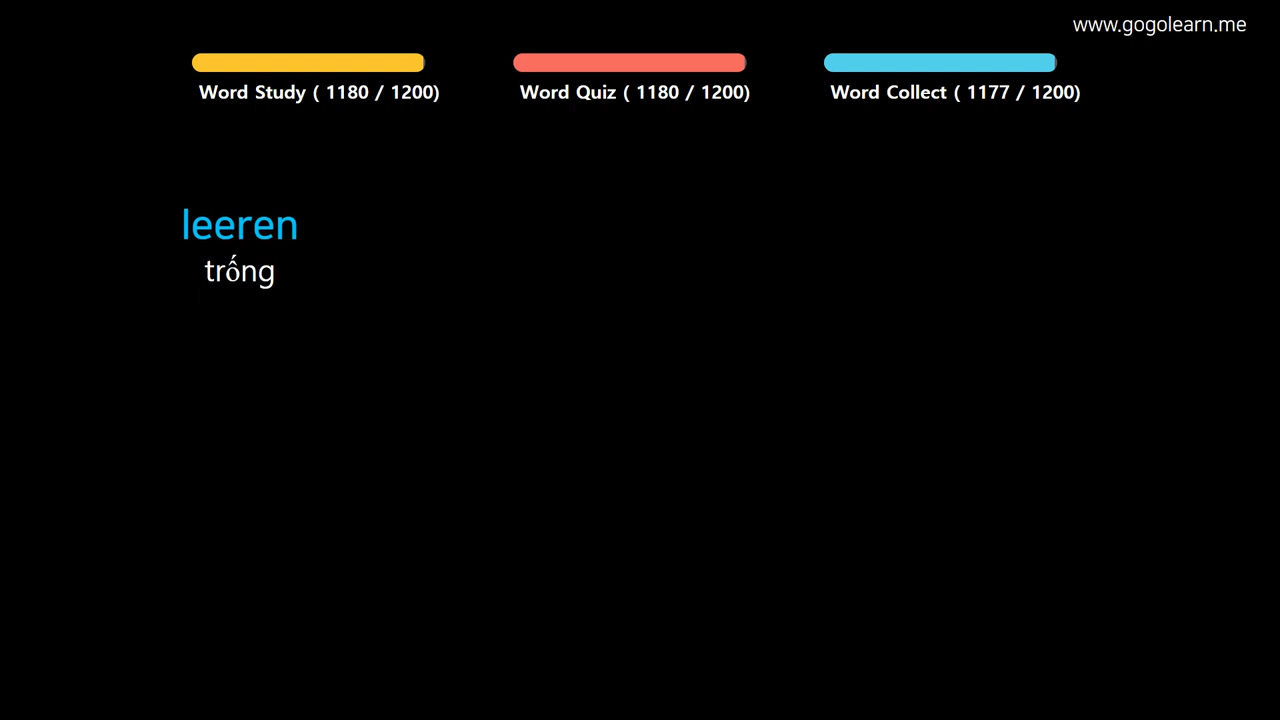 www.gogolearn.me
Word Study ( 1180 / 1200)
Word Quiz ( 1180 / 1200)
Word Collect ( 1177 / 1200)
leeren
trống